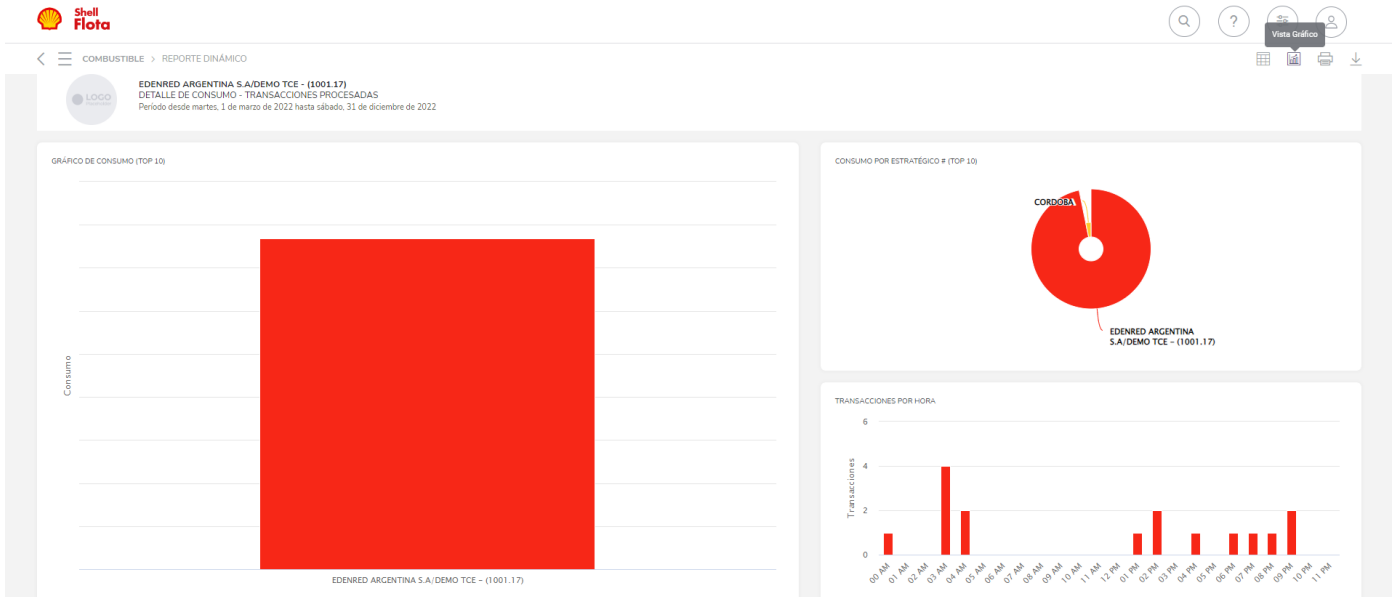 Shell
Flota
?
Vista Gráfico
COMBUSTIBLE > REPORTE DINÁMICO
LOGO
EDENRED ARGENTINA S.A/DEMO TCE - (1001.17)
DETALLE DE CONSUMO - TRANSACCIONES PROCESADAS
Período desde martes, 1 de marzo de 2022 hasta sábado, 31 de diciembre de 2022
GRÁFICO DE CONSUMO (TOP 10)
Consumo
EDENRED ARGENTINA S.A/DEMO TCE - (1001.17)
CONSUMO POR ESTRATÉGICO # (TOP 10)
CORDOBA
EDENRED ARGENTINA
S.A/DEMO TCE - (1001.17)
TRANSACCIONES POR HORA
Transacciones
6
4
2
0
00 AM 01 AM 02 AM 03 AM 04 AM 05 AM 06 AM 07 AM 08 AM 09 AM 10 AM 11 AM 12 PM 01 PM 02 PM 03 PM 04 PM 05 PM 06 PM 07 PM 08 PM 09 PM 10 PM 11 PM